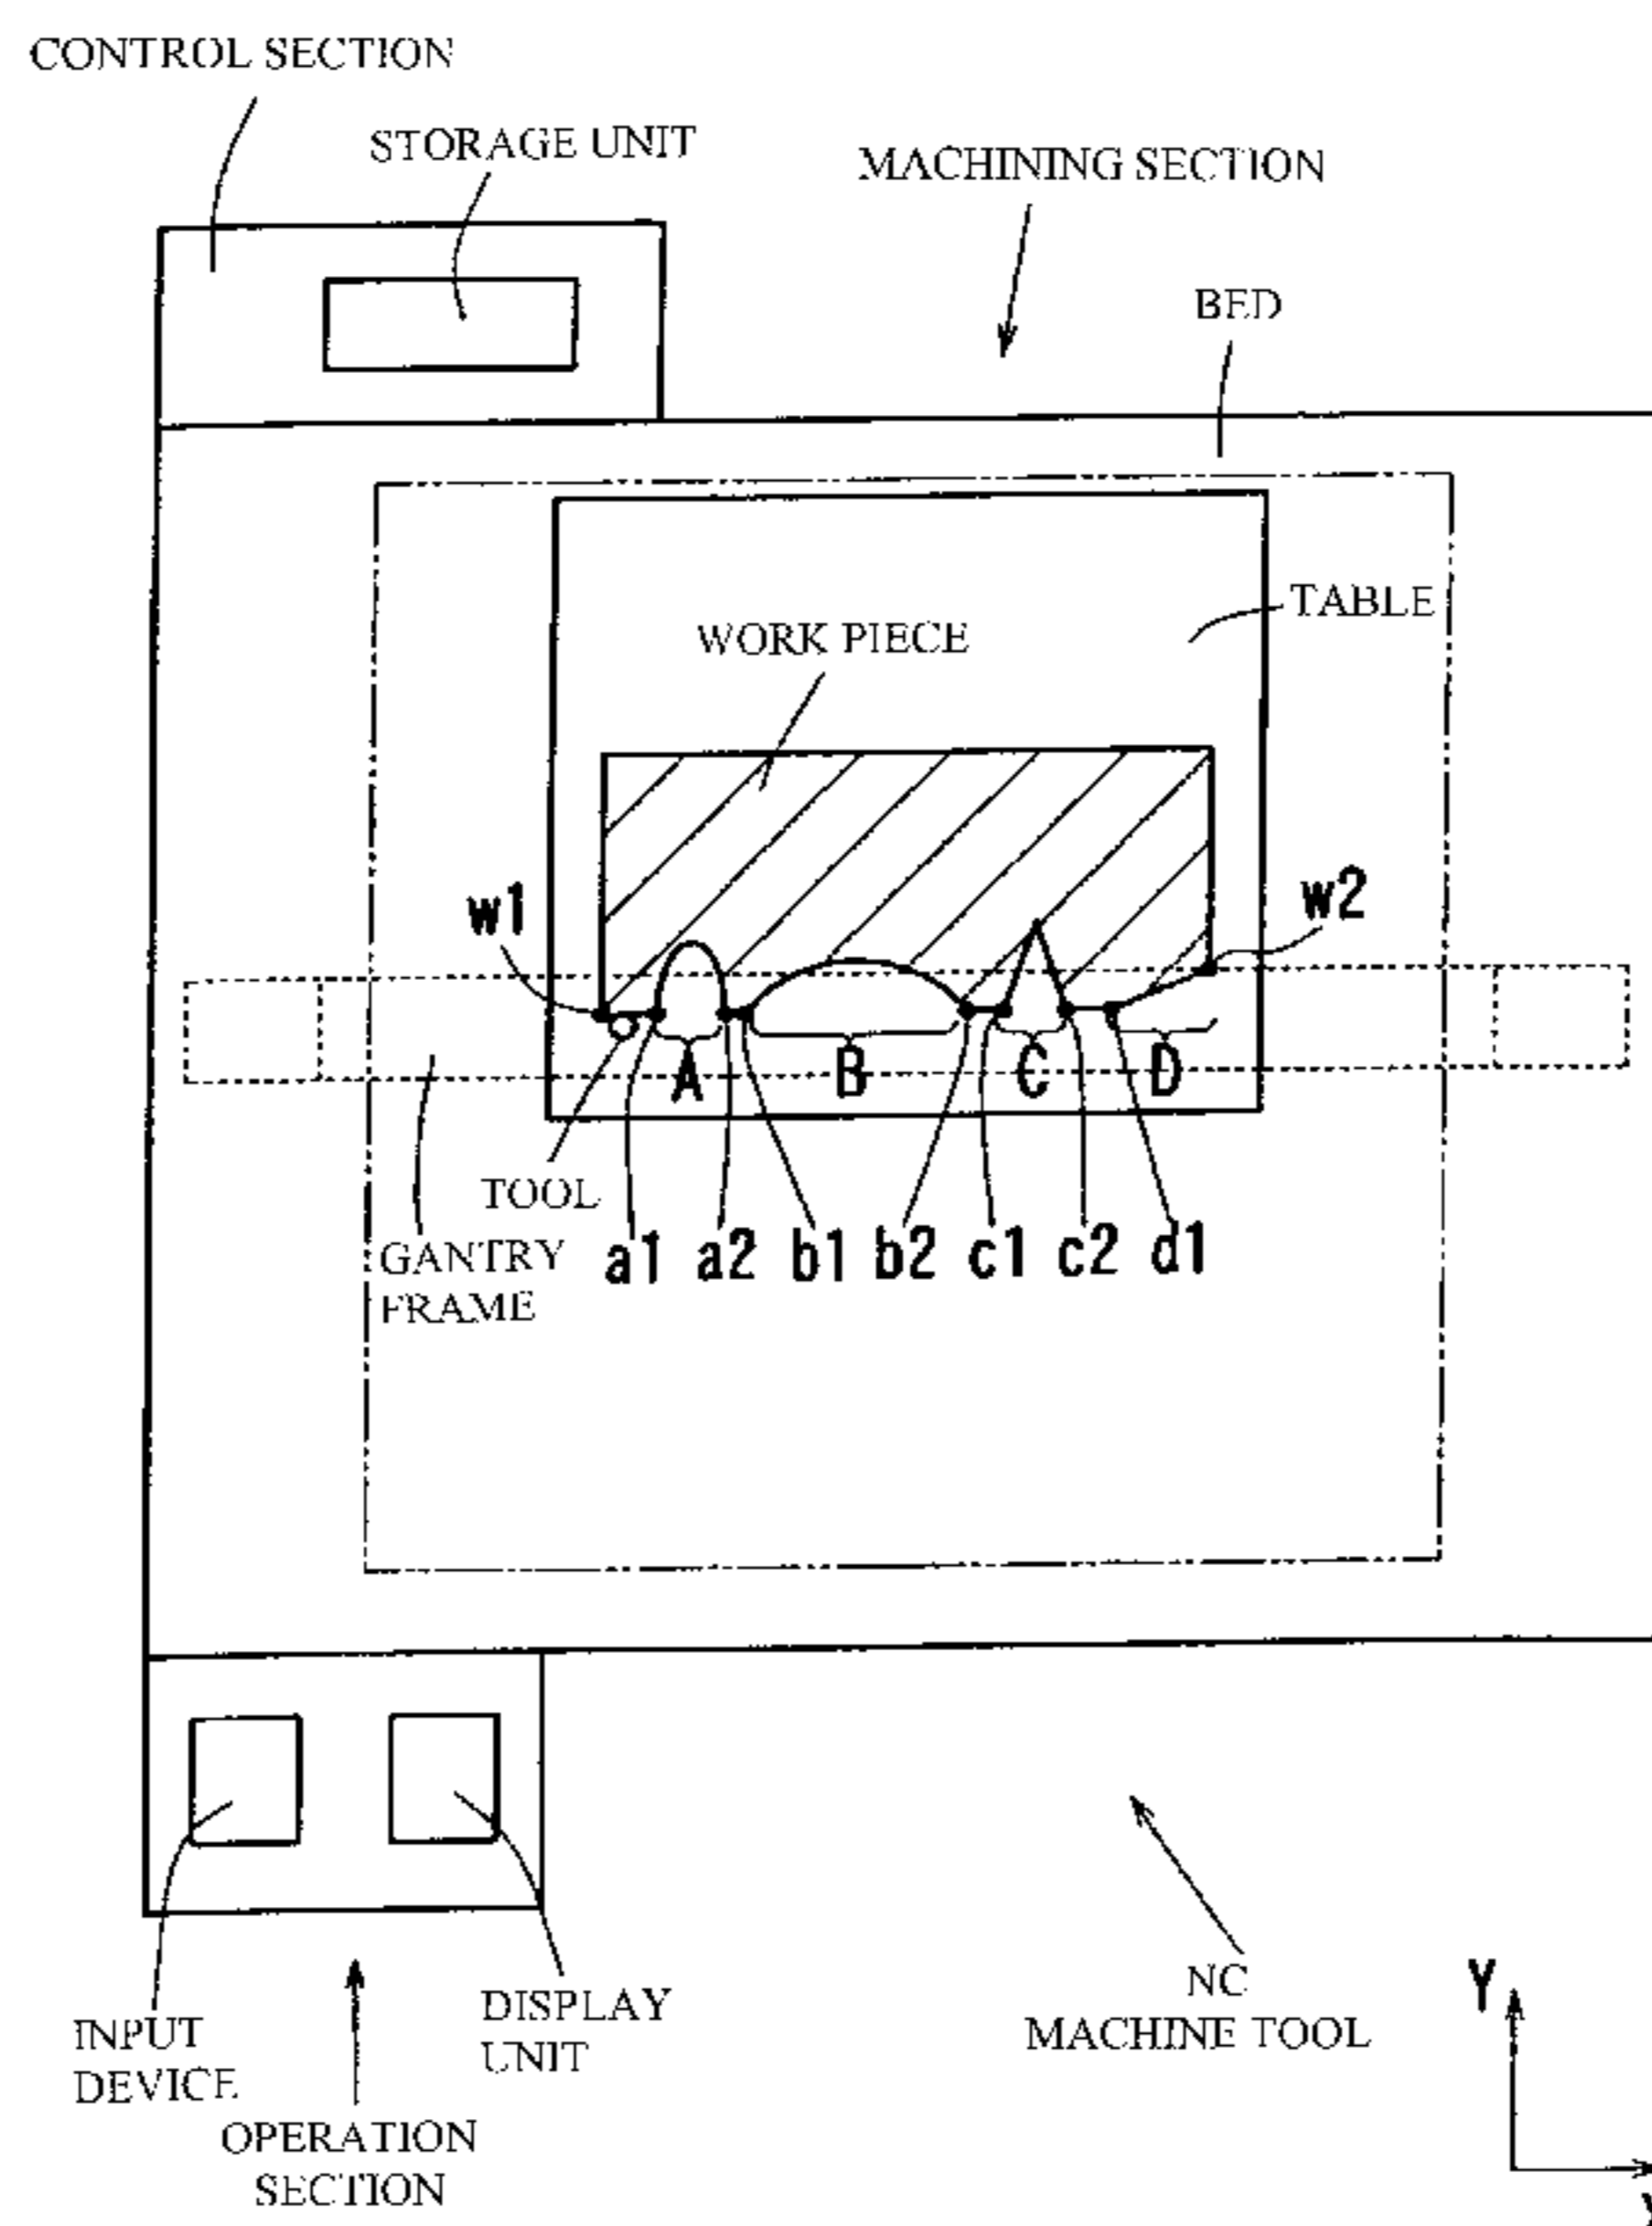 CONTROL SECTION
STORAGE UNIT
MACHINING SECTION
BED
TABLE
WORK PIECE
w1
w2
A
B
C
D
TOOL
GANTRY
FRAME
a1
a2
b1
b2
c1
c2
d1
INPUT
DEVICE
DISPLAY
UNIT
OPERATION
SECTION
NC
MACHINE TOOL
Y